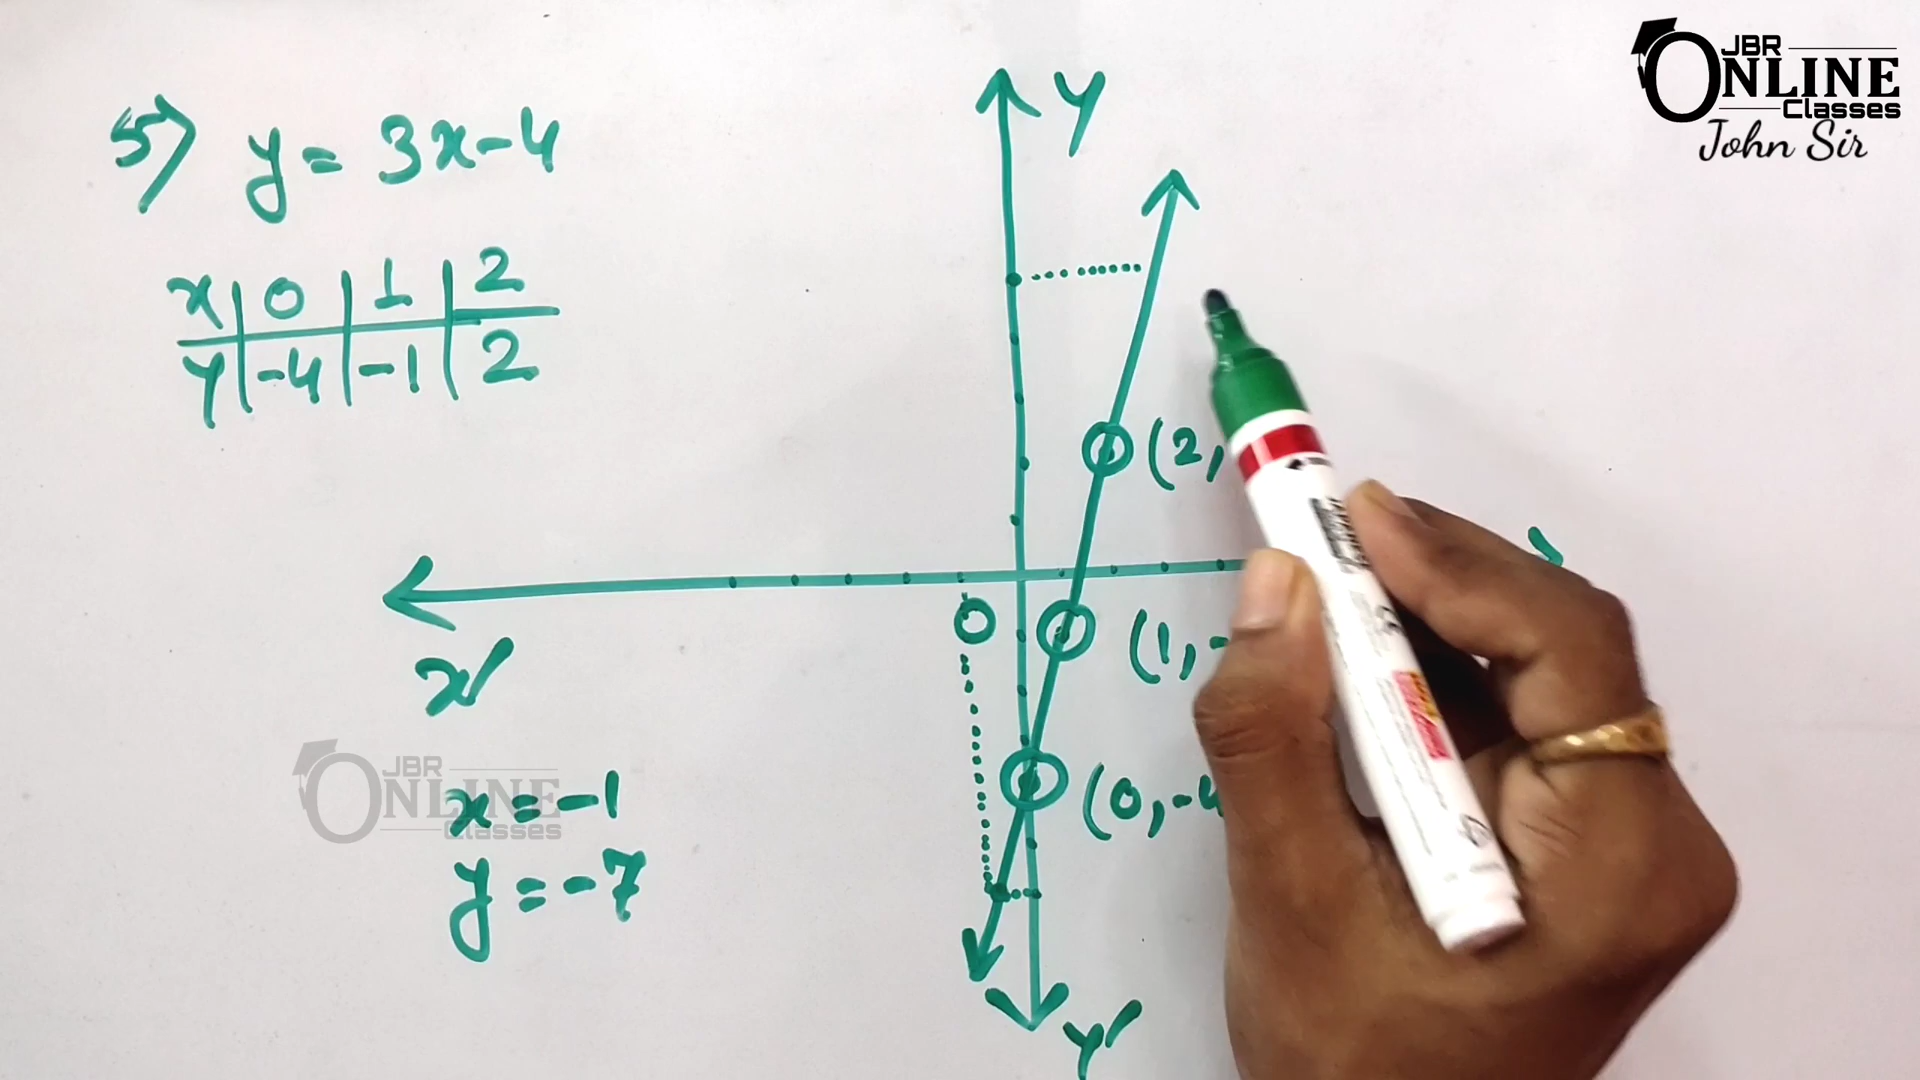 JBR
ONLINE
Classes
John Sir
5) y = 3x-4
x | 0 | 1 | 2
y | -4 | -1 | 2
Y
(2,
O
(1, -
x'
(0, -4
JBR
ONLINE
Classes
x = -1
y = -7
Y'